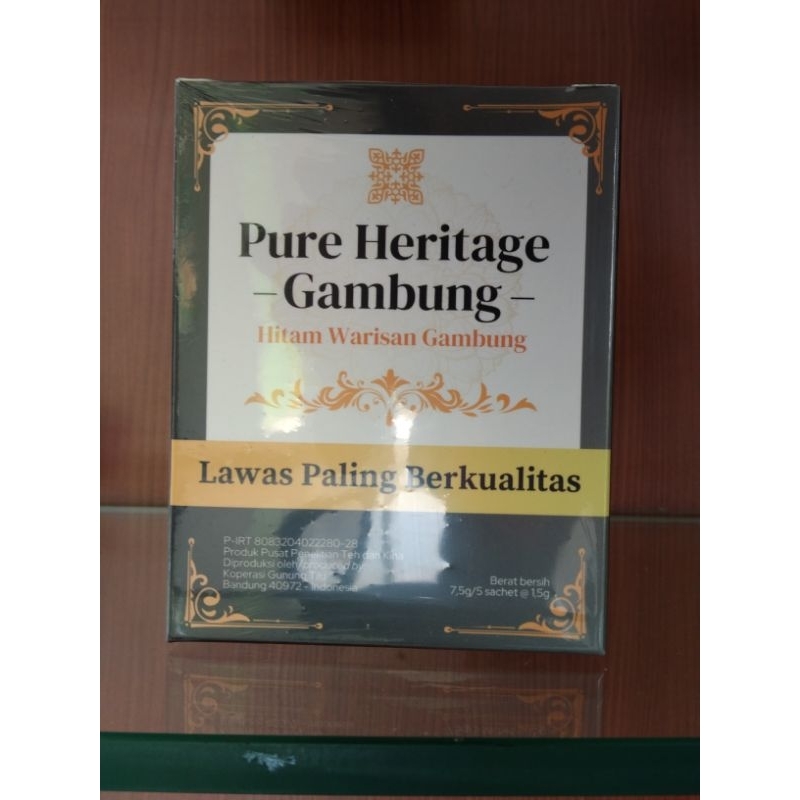 Pure Heritage
– Gambung –
Hitam Warisan Gambung
Lawas Paling Berkualitas
P-IRT 8083204022280-28
Produk Pusat Penelitian Teh dan Kina
Diproduksi oleh/produced by
Koperasi Gunung
Bandung 40972 - Indonesia
Berat bersih
7,5g/5 sachet @ 1,5g